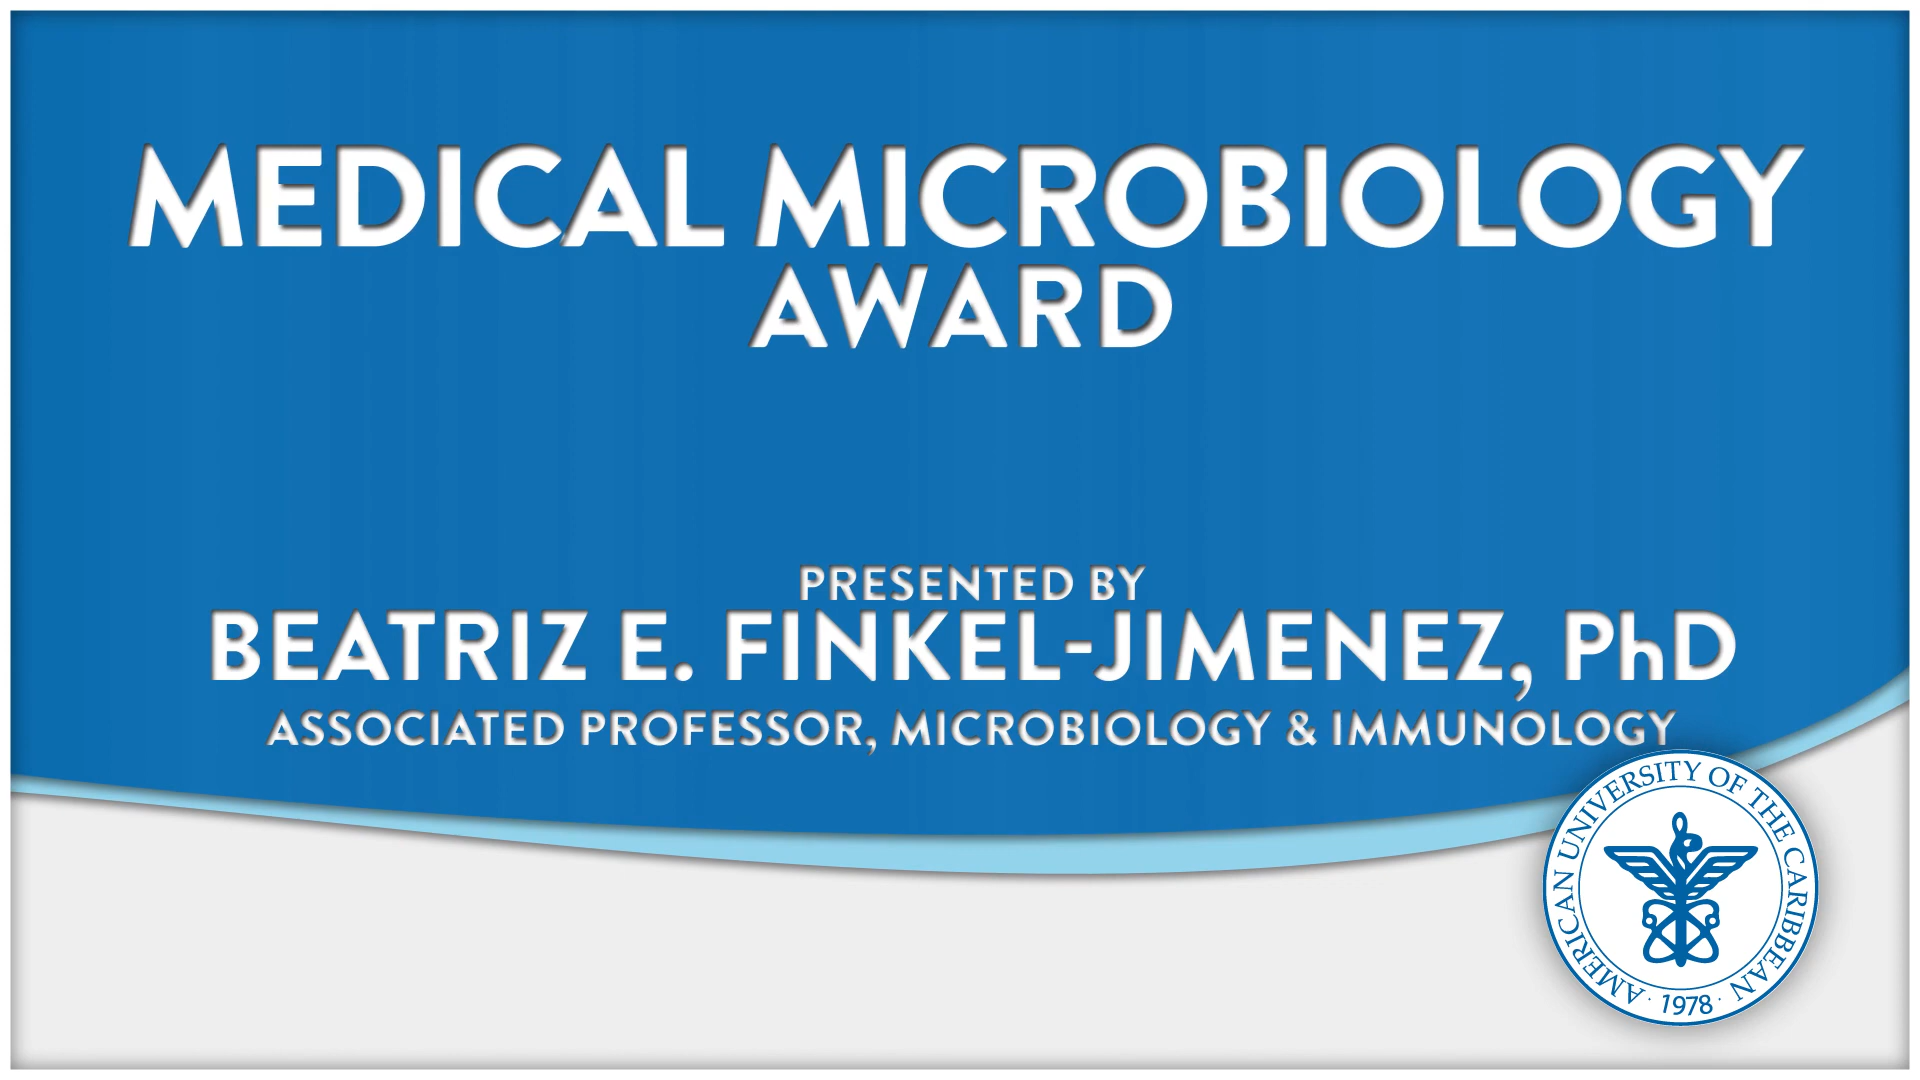 MEDICAL MICROBIOLOGY
AWARD
PRESENTED BY
BEATRIZ E. FINKEL-JIMENEZ, PhD
ASSOCIATED PROFESSOR, MICROBIOLOGY & IMMUNOLOGY
AMERICAN UNIVERSITY OF THE CARIBBEAN
· 1978 ·